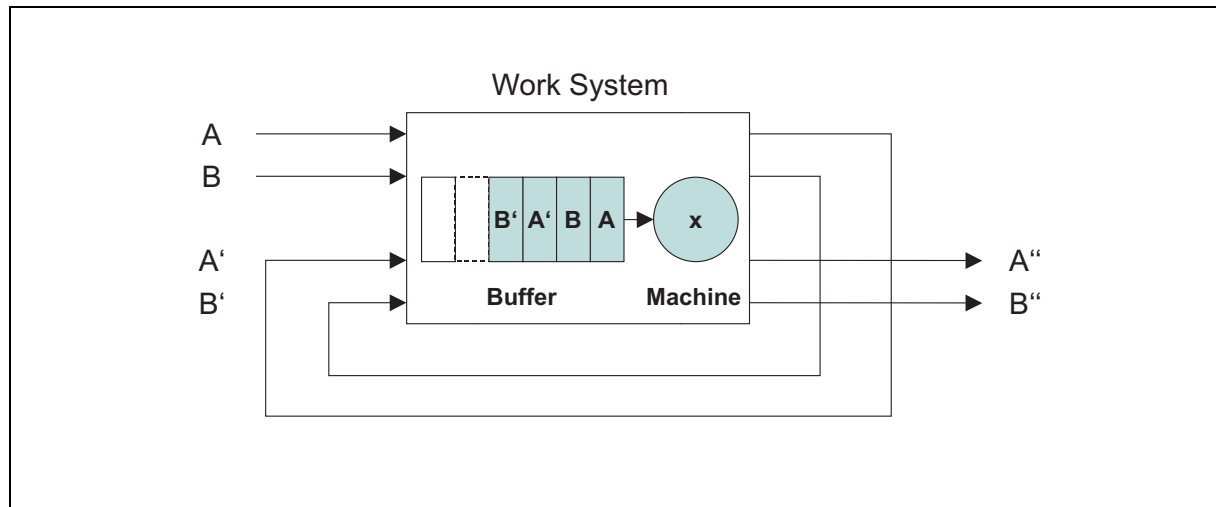 Work System
A
B
B‘ A‘ B A x
A‘ A“
B‘ Buffer Machine B“